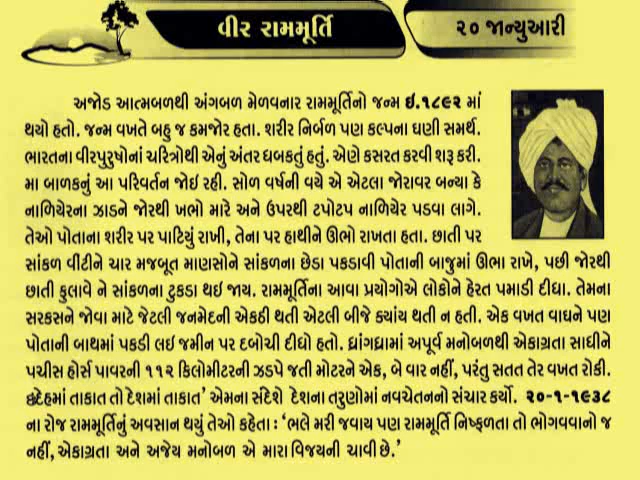 વીર રામમૂર્તિ
૨૦ જાન્યુઆરી
અજોડ આત્મબળથી અંગબળ મેળવનાર રામમૂર્તિનો જન્મ ઇ.૧૮૯૨ માં
થયો હતો. જન્મ વખતે બહુ જ કમજોર હતા. શરીર નિર્બળ પણ કલ્પના ઘણી સમર્થ.
ભારતના વીરપુરુષોનાં ચરિત્રોથી એનું અંતર ધબકતું હતું. એણે કસરત કરવી શરૂ કરી.
મા બાળકનું આ પરિવર્તન જોઇ રહી. સોળ વર્ષની વયે એ એટલા જોરાવર બન્યા કે
નાળિયેરના ઝાડને જોરથી ખભો મારે અને ઉપરથી ટપોટપ નાળિયેર પડવા લાગે.
તેઓ પોતાના શરીર પર પાટિયું રાખી, તેના પર હાથીને ઊભો રાખતા હતા. છાતી પર
સાંકળ વીંટીને ચાર મજબૂત માણસોને સાંકળના છેડા પકડાવી પોતાની બાજુમાં ઊભા રાખે, પછી જોરથી
છાતી ફુલાવે ને સાંકળના ટુકડા થઇ જાય. રામમૂર્તિના આવા પ્રયોગોએ લોકોને હેરત પમાડી દીધા. તેમના
સરકસને જોવા માટે જેટલી જનમેદની એકઠી થતી એટલી બીજે ક્યાંય થતી ન હતી. એક વખત વાઘને પણ
પોતાની બાથમાં પકડી લઇ જમીન પર દબોચી દીધો હતો. ધ્રાંગધ્રામાં અપૂર્વ મનોબળથી એકાગ્રતા સાધીને
પચીસ હોર્સ પાવરની ૧૧૨ કિલોમીટરની ઝડપે જતી મોટરને એક, બે વાર નહીં, પરંતુ સતત તેર વખત રોકી.
તાકાત તો દેશમાં તાકાત’ એમના સંદેશે દેશના તરુણોમાં નવચેતનનો સંચાર કર્યો. ૨૦-૧-૧૯૩૮
ના રોજ રામમૂર્તિનું અવસાન થયું તેઓ કહેતા : ‘ભલે મરી જવાય પણ રામમૂર્તિ નિષ્ફળતા તો ભોગવવાનો જ
નહીં, એકાગ્રતા અને અજેય મનોબળ એ મારા વિજયની ચાવી છે.’